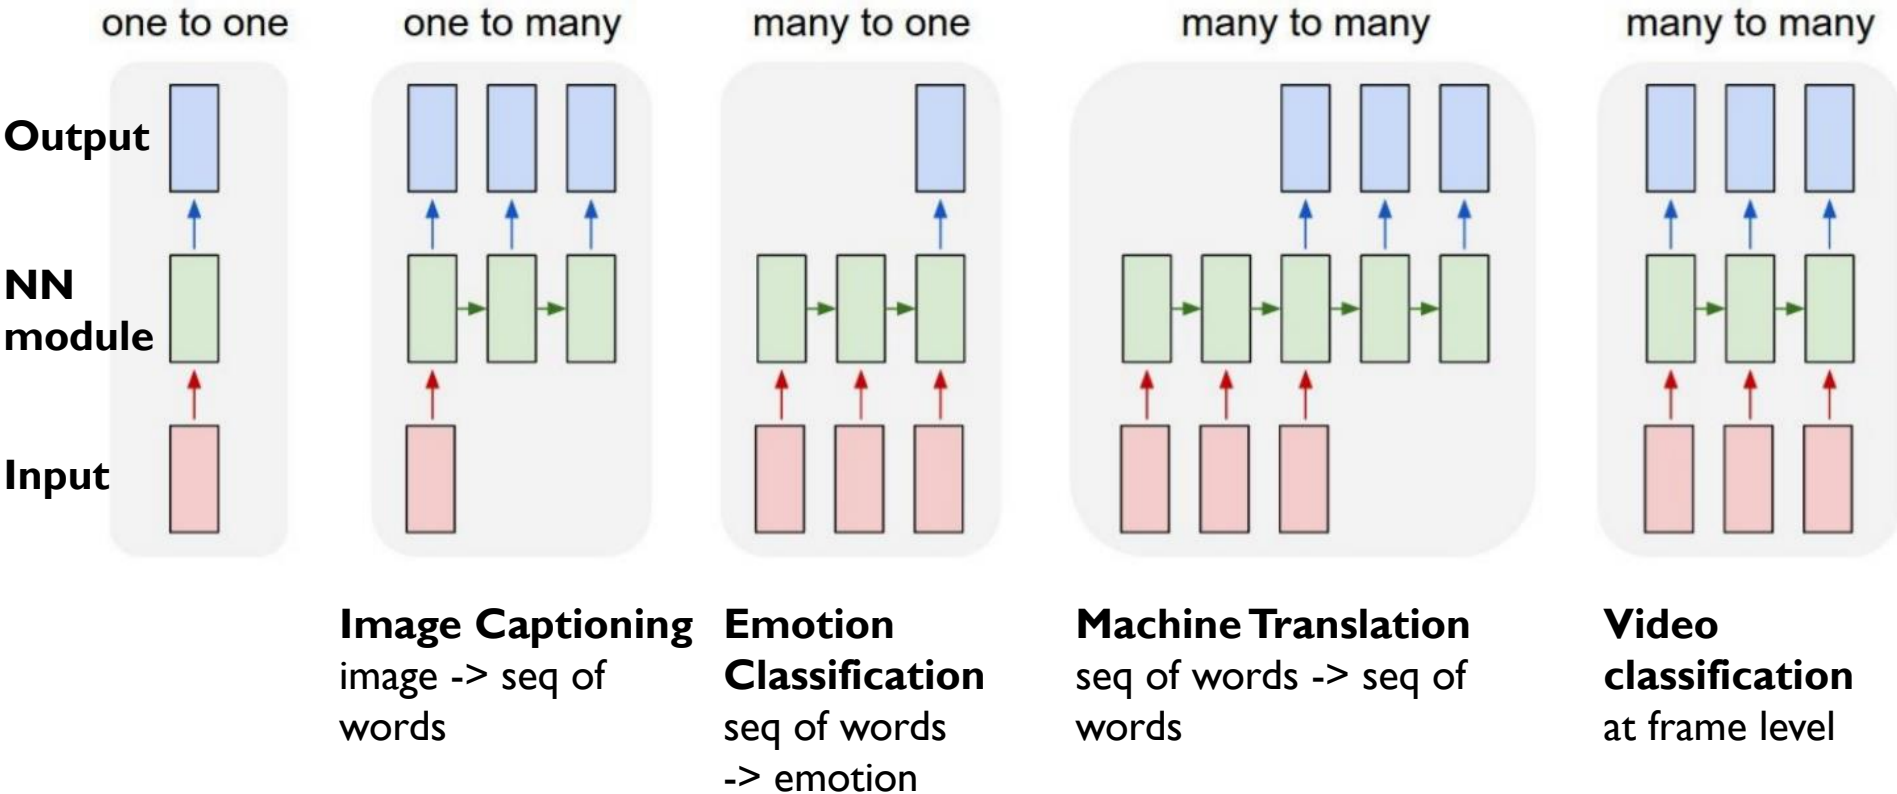 one to one
one to many
many to one
many to many
many to many
Output
NN
module
Input
Image Captioning
image -> seq of
words
Emotion
Classification
seq of words
-> emotion
Machine Translation
seq of words -> seq of
words
Video
classification
at frame level